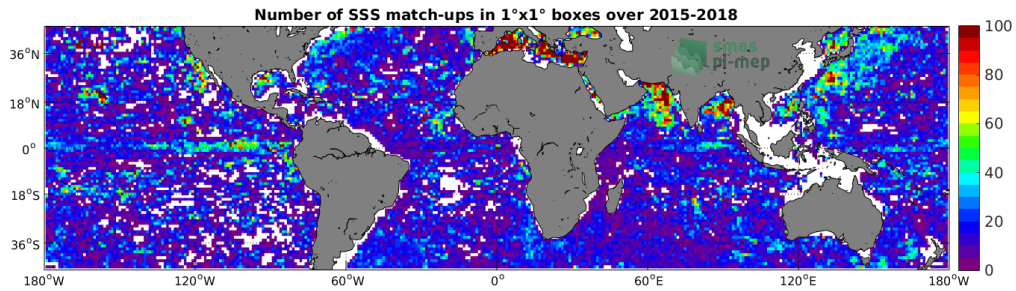 Number of SSS match-ups in 1°x1° boxes over 2015-2018
36°N
18°N
0°
18°S
36°S
180°W
120°W
60°W
0°
60°E
120°E
180°W
100
80
60
40
20
0
smos
pi-mep